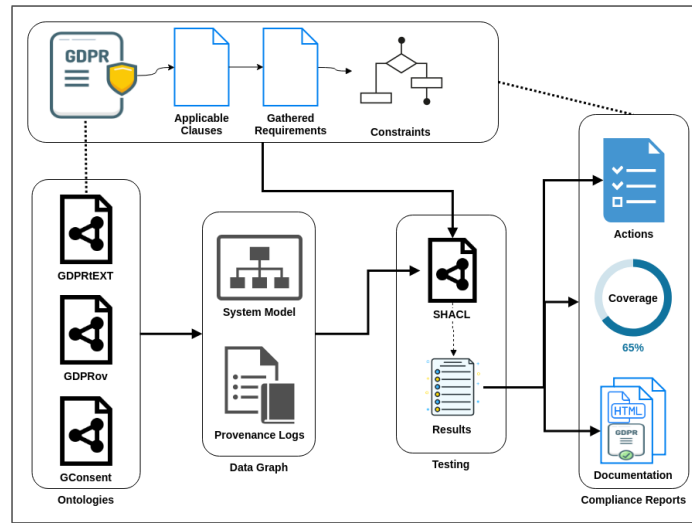 GDPR
Applicable
Clauses
Gathered
Requirements
Constraints
GDPRtEXT
GDPRov
GConsent
Ontologies
System Model
Provenance Logs
Data Graph
SHACL
Results
Testing
Actions
Coverage
65%
HTML
GDPR
Documentation
Compliance Reports